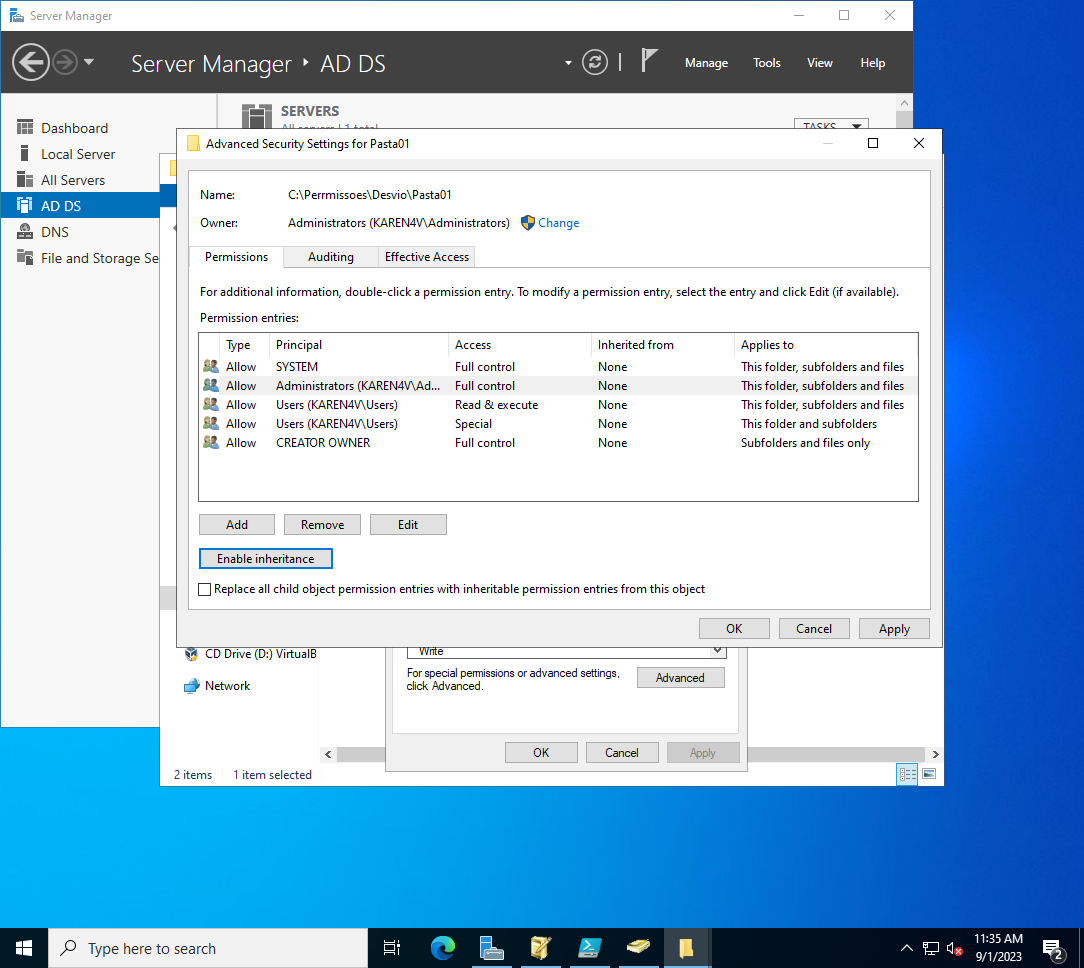 Server Manager
Server Manager AD DS
Manage Tools View Help
Dashboard
Local Server
All Servers
AD DS
DNS
File and Storage Se
SERVERS
All servers | 1 total
TASKS
Advanced Security Settings for Pasta01
Name: C:\Perrmissoes\Desvio\Pasta01
Owner: Administrators (KAREN4V\Administrators) Change
Permissions Auditing Effective Access
For additional information, double-click a permission entry. To modify a permission entry, select the entry and click Edit (if available).
Permission entries:
Type Principal Access Inherited from Applies to
Allow SYSTEM Full control None This folder, subfolders and files
Allow Administrators (KAREN4V\Ad... Full control None This folder, subfolders and files
Allow Users (KAREN4V\Users) Read & execute None This folder, subfolders and files
Allow Users (KAREN4V\Users) Special None This folder and subfolders
Allow CREATOR OWNER Full control None Subfolders and files only
Add Remove Edit
Enable inheritance
Replace all child object permission entries with inheritable permission entries from this object
OK Cancel Apply
CD Drive (D:) VirtualB
Network
Write
For special permissions or advanced settings,
click Advanced.
Advanced
OK Cancel Apply
2 items 1 item selected
Type here to search
11:35 AM
9/1/2023
2